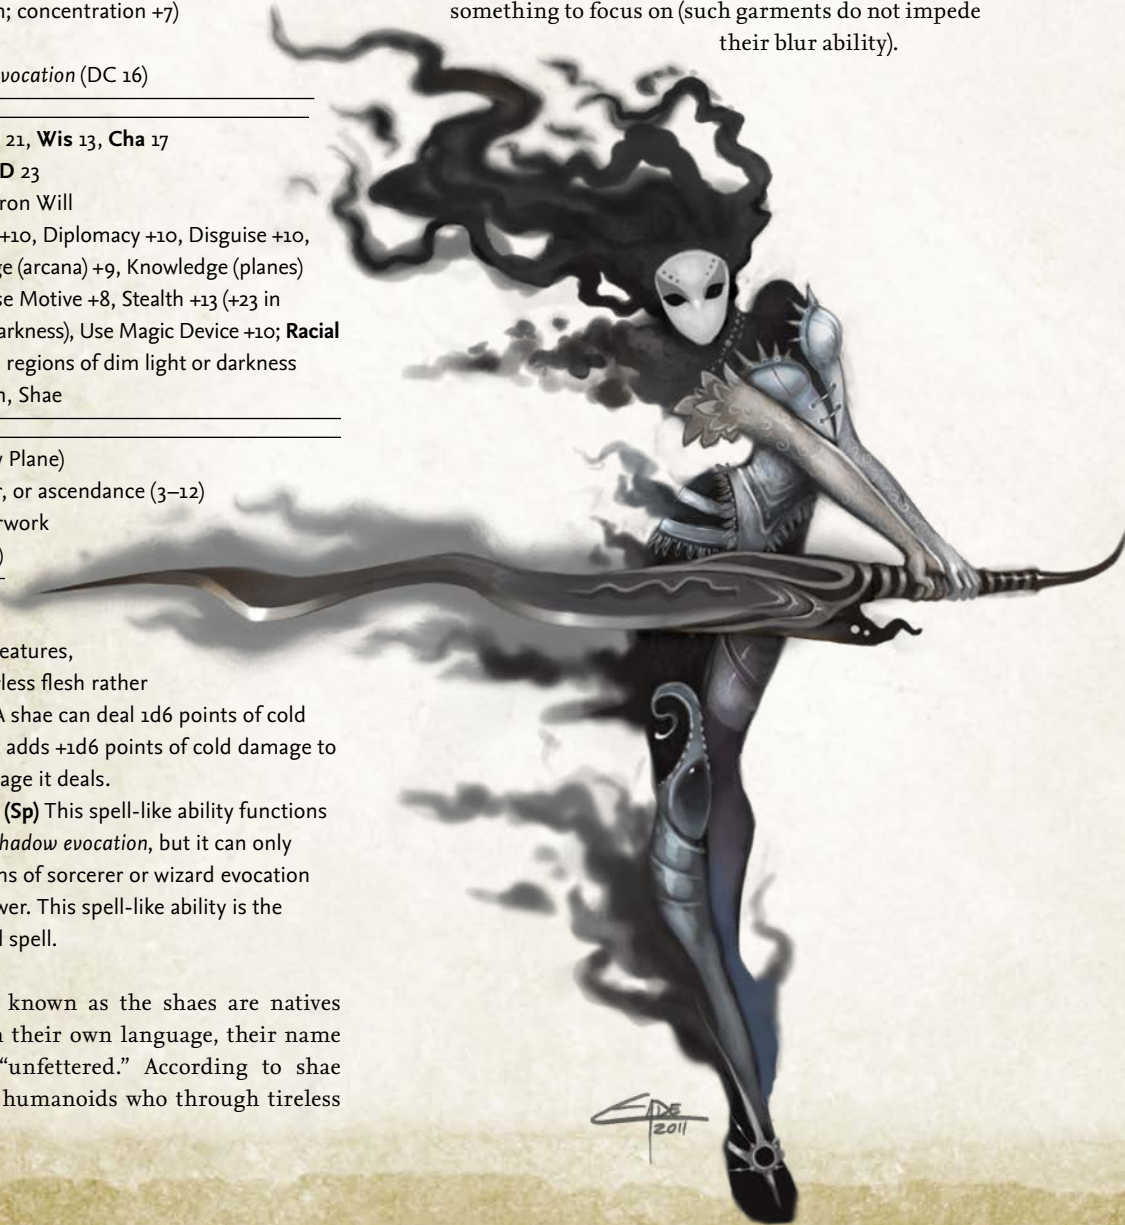 n; concentration +7)
vocation (DC 16)
21, Wis 13, Cha 17
D 23
ron Will
+10, Diplomacy +10, Disguise +10,
ge (arcana) +9, Knowledge (planes)
se Motive +8, Stealth +13 (+23 in
arkness), Use Magic Device +10; Racial
regions of dim light or darkness
n, Shae
Plane)
r, or ascendance (3–12)
rwork
)
eatures,
less flesh rather
A shae can deal 1d6 points of cold
adds +1d6 points of cold damage to
age it deals.
(Sp) This spell-like ability functions
hadow evocation, but it can only
ns of sorcerer or wizard evocation
wer. This spell-like ability is the
l spell.
known as the shaes are natives
their own language, their name
“unfettered.” According to shae
humanoids who through tireless
something to focus on (such garments do not impede
their blur ability).
EADE
2011